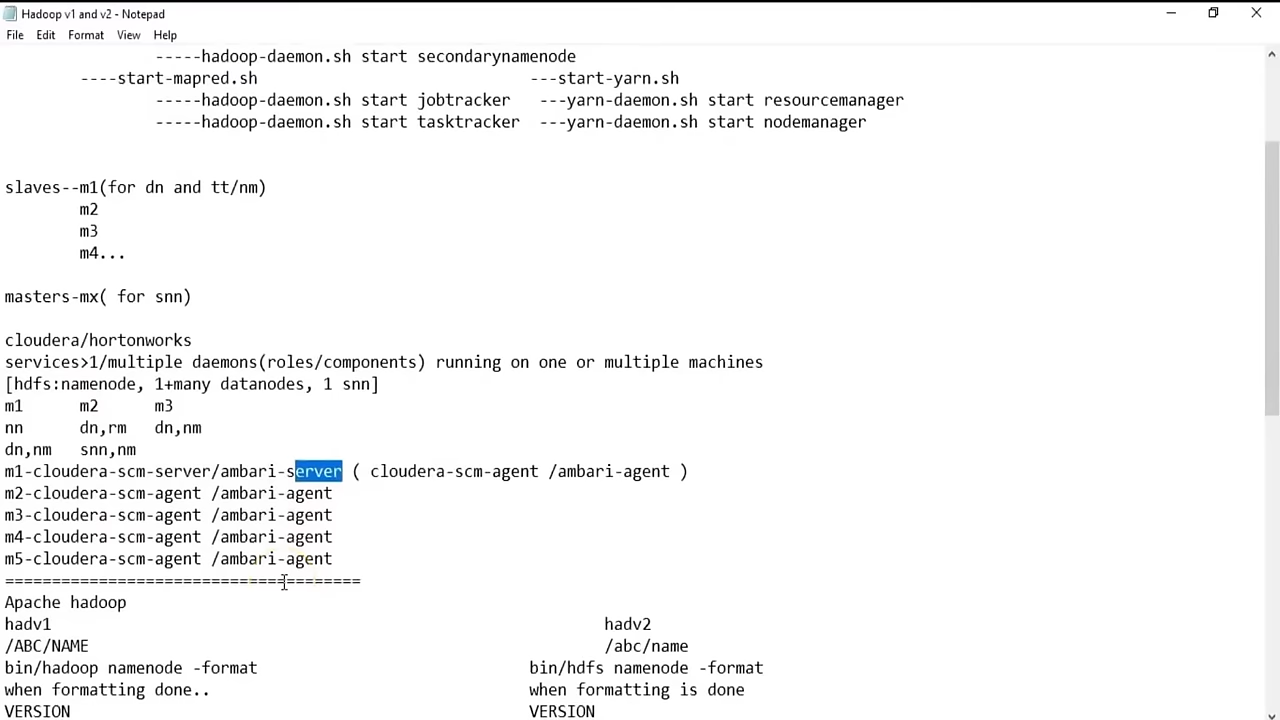 Hadoop v1 and v2 - Notepad
File Edit Format View Help
-----hadoop-daemon.sh start secondarynamenode
----start-mapred.sh ---start-yarn.sh
-----hadoop-daemon.sh start jobtracker ---yarn-daemon.sh start resourcemanager
-----hadoop-daemon.sh start tasktracker ---yarn-daemon.sh start nodemanager
slaves--m1(for dn and tt/nm)
m2
m3
m4...
masters-mx( for snn)
cloudera/hortonworks
services>1/multiple daemons(roles/components) running on one or multiple machines
[hdfs:namenode, 1+many datanodes, 1 snn]
m1 m2 m3
nn dn,rm dn,nm
dn,nm snn,nm
m1-cloudera-scm-server/ambari-server ( cloudera-scm-agent /ambari-agent )
m2-cloudera-scm-agent /ambari-agent
m3-cloudera-scm-agent /ambari-agent
m4-cloudera-scm-agent /ambari-agent
m5-cloudera-scm-agent /ambari-agent
======================================
Apache hadoop
hadv1 hadv2
/ABC/NAME /abc/name
bin/hadoop namenode -format bin/hdfs namenode -format
when formatting done.. when formatting is done
VERSION VERSION